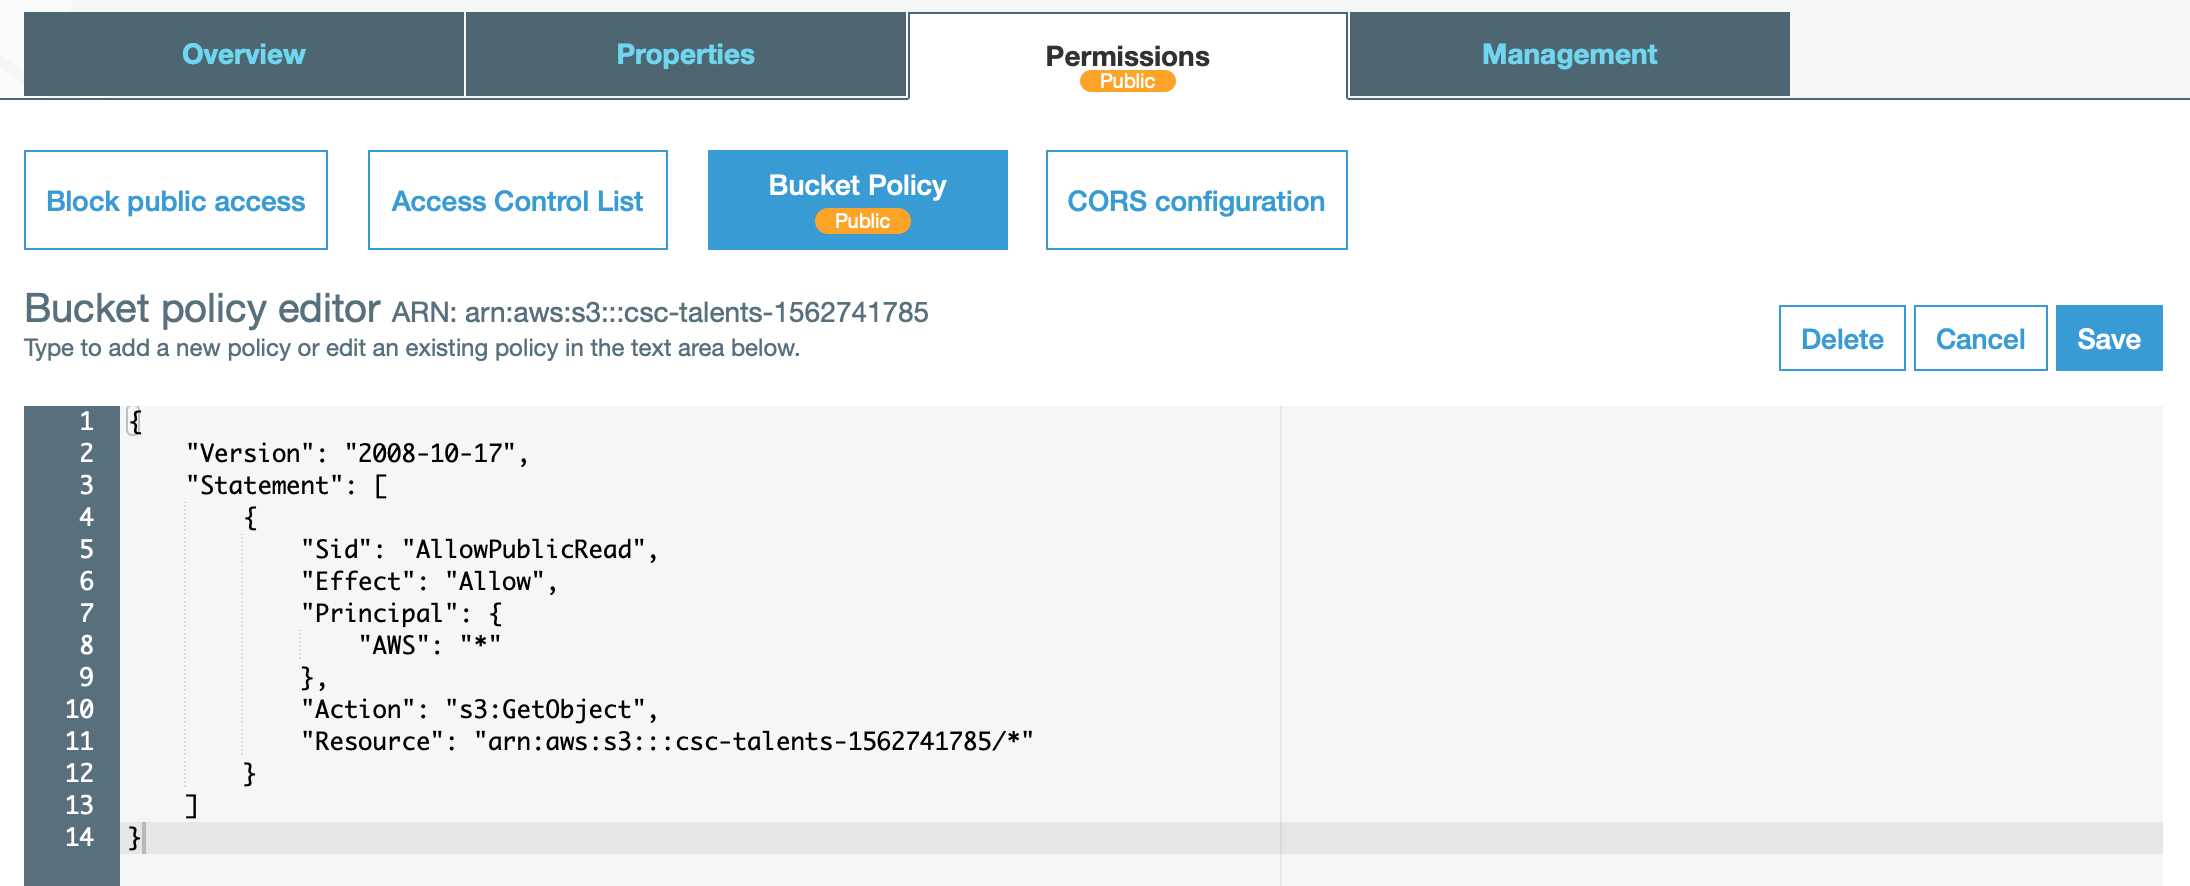 Overview Properties Permissions Management
Public
Block public access Access Control List Bucket Policy CORS configuration
Public
Bucket policy editor ARN: arn:aws:s3:::csc-talents-1562741785
Type to add a new policy or edit an existing policy in the text area below.
Delete Cancel Save
1 {
2 "Version": "2008-10-17",
3 "Statement": [
4 {
5 "Sid": "AllowPublicRead",
6 "Effect": "Allow",
7 "Principal": {
8 "AWS": "*"
9 },
10 "Action": "s3:GetObject",
11 "Resource": "arn:aws:s3:::csc-talents-1562741785/*"
12 }
13 ]
14 }